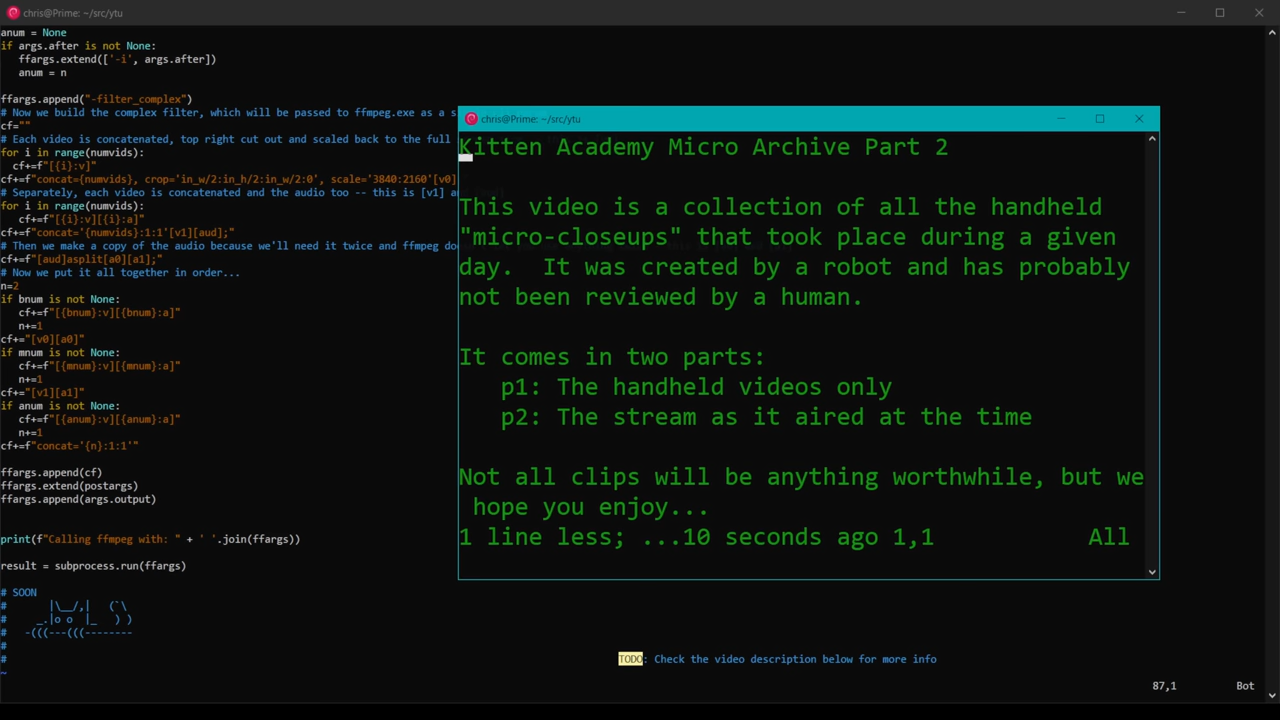 chris@Prime: ~/src/ytu
anum = None
if args.after is not None:
   ffargs.extend(['-i', args.after])
   anum = n
ffargs.append("-filter_complex")
# Now we build the complex filter, which will be passed to ffmpeg.exe as a s
cf=""
# Each video is concatenated, top right cut out and scaled back to the full
for i in range(numvids):
  cf+=f"[{i}:v]"
cf+=f"concat={numvids}, crop='in_w/2:in_h/2:in_w/2:0', scale='3840:2160'[v0]
# Separately, each video is concatenated and the audio too -- this is [v1] a
for i in range(numvids):
   cf+=f"[{i}:v][{i}:a]"
cf+=f"concat='{numvids}:1:1'[v1][aud];"
# Then we make a copy of the audio because we'll need it twice and ffmpeg do
cf+=f"[aud]asplit[a0][a1];"
# Now we put it all together in order...
n=2
if bnum is not None:
   cf+=f"[{bnum}:v][{bnum}:a]"
   n+=1
cf+="[v0][a0]"
if mnum is not None:
   cf+=f"[{mnum}:v][{mnum}:a]"
   n+=1
cf+="[v1][a1]"
if anum is not None:
   cf+=f"[{anum}:v][{anum}:a]"
   n+=1
cf+=f"concat='{n}:1:1'"
ffargs.append(cf)
ffargs.extend(postargs)
ffargs.append(args.output)
print(f"Calling ffmpeg with: " + ' '.join(ffargs))
result = subprocess.run(ffargs)
# SOON
#      |\__/,|   (`\
#    _.|o o  |_   ) )
#   -(((---(((--------
#
#
~
chris@Prime: ~/src/ytu
Kitten Academy Micro Archive Part 2
This video is a collection of all the handheld
"micro-closeups" that took place during a given
day.  It was created by a robot and has probably
not been reviewed by a human.
It comes in two parts:
   p1: The handheld videos only
   p2: The stream as it aired at the time
Not all clips will be anything worthwhile, but we
 hope you enjoy...
1 line less; ...10 seconds ago 1,1           All
TODO: Check the video description below for more info
87,1         Bot